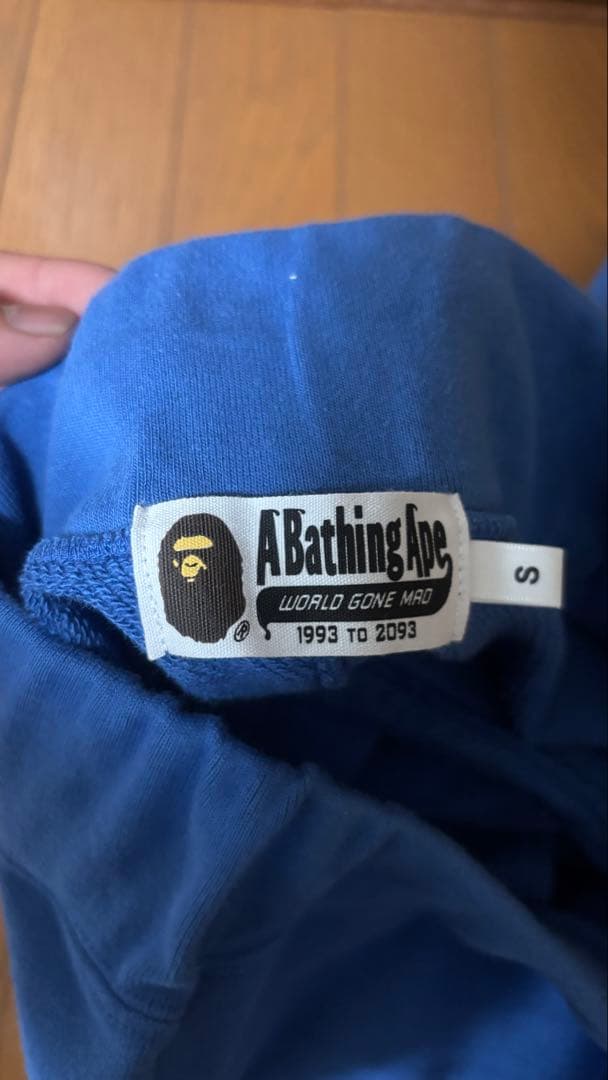 A Bathing Ape
®
WORLD GONE MAD
1993 TO 2093
S